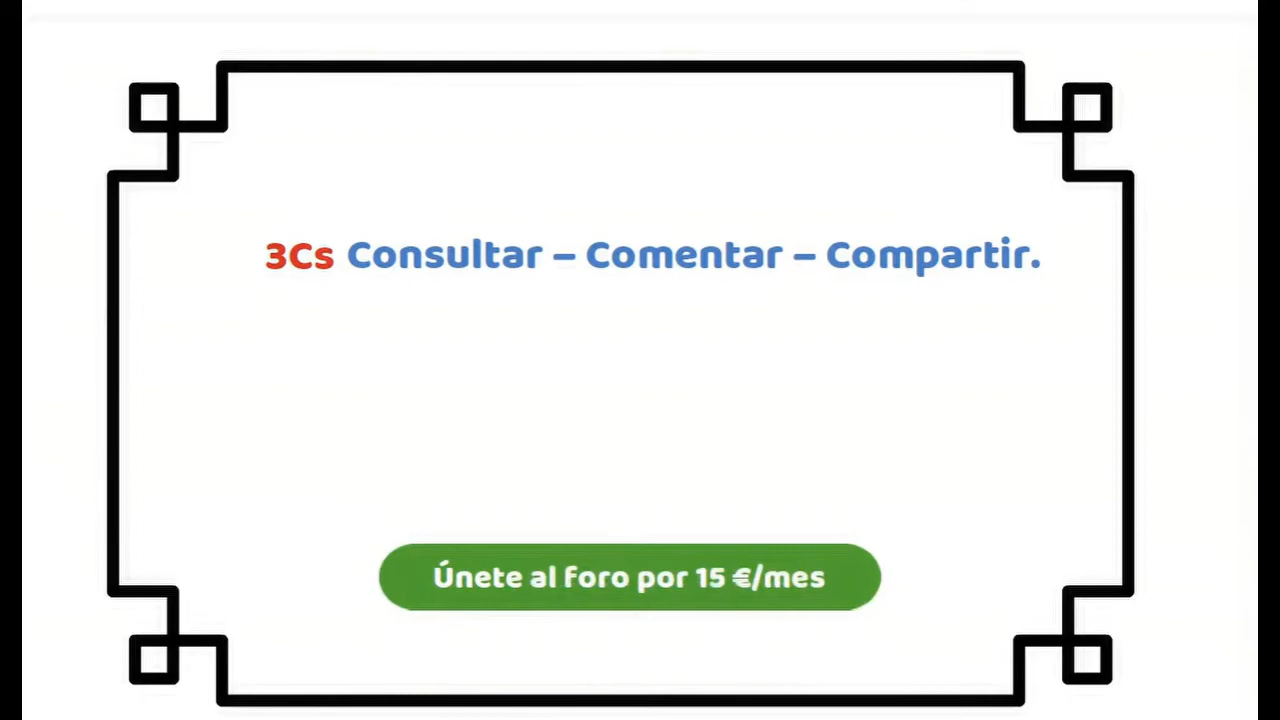 3Cs Consultar – Comentar – Compartir.
Únete al foro por 15 €/mes